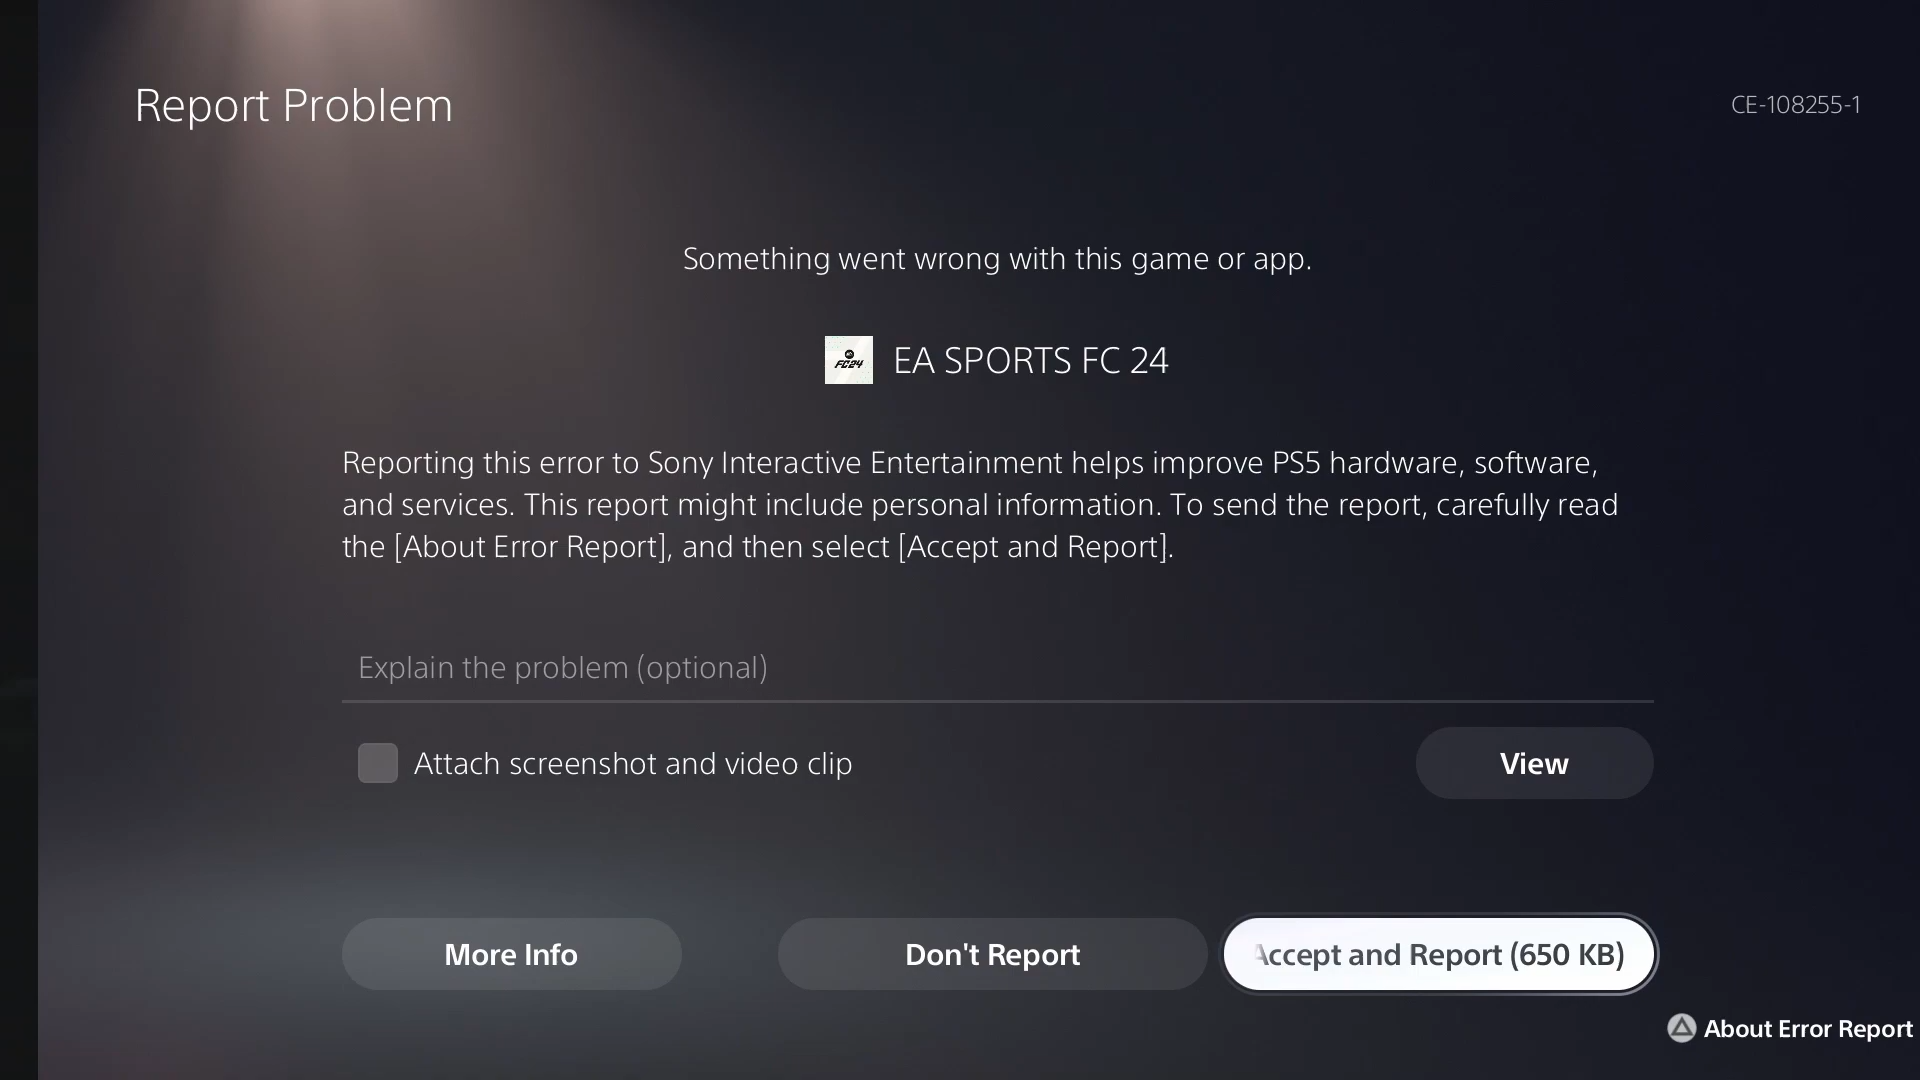 Report Problem
CE-108255-1
Something went wrong with this game or app.
FC24
EA SPORTS FC 24
Reporting this error to Sony Interactive Entertainment helps improve PS5 hardware, software,
and services. This report might include personal information. To send the report, carefully read
the [About Error Report], and then select [Accept and Report].
Explain the problem (optional)
Attach screenshot and video clip
View
More Info
Don't Report
Accept and Report (650 KB)
About Error Report